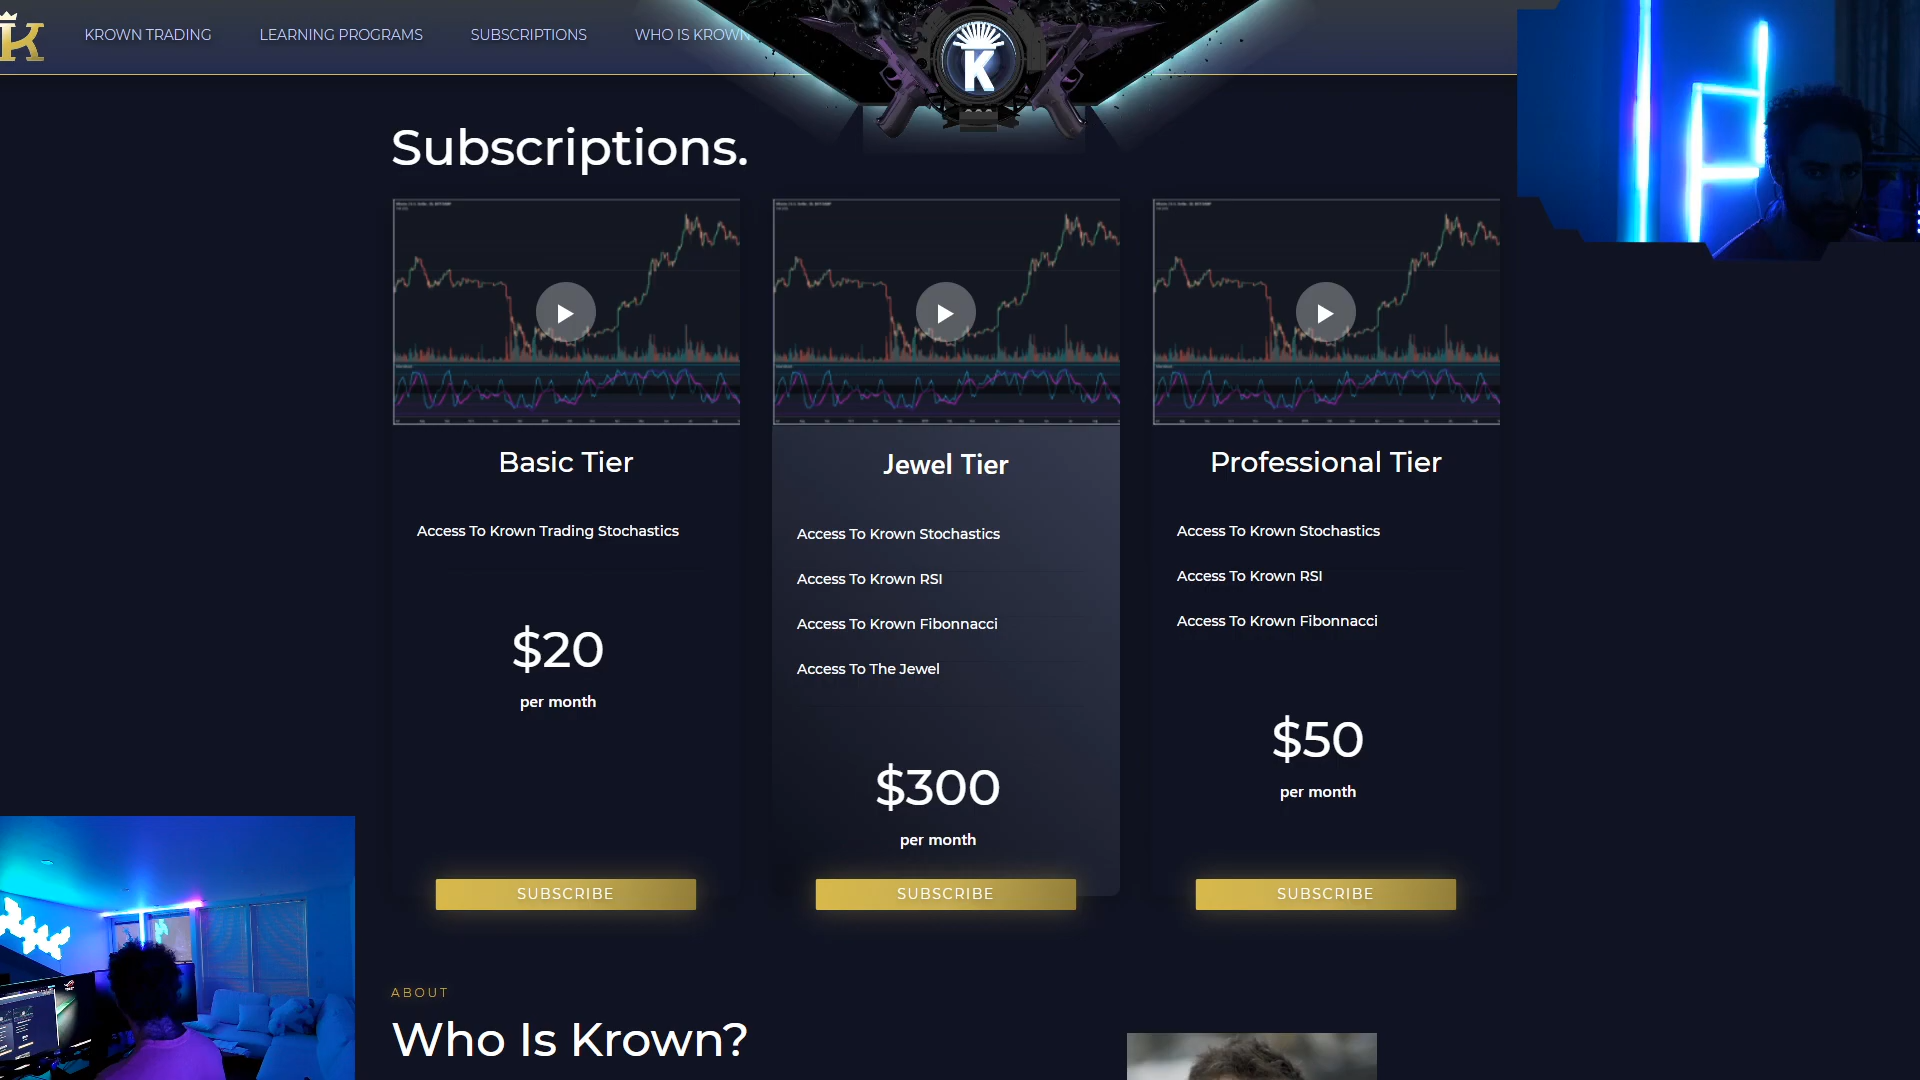 KROWN TRADING
LEARNING PROGRAMS
SUBSCRIPTIONS
WHO IS KROWN
K
K
Subscriptions.
Basic Tier
Access To Krown Trading Stochastics
$20
per month
SUBSCRIBE
Jewel Tier
Access To Krown Stochastics
Access To Krown RSI
Access To Krown Fibonnacci
Access To The Jewel
$300
per month
SUBSCRIBE
Professional Tier
Access To Krown Stochastics
Access To Krown RSI
Access To Krown Fibonnacci
$50
per month
SUBSCRIBE
ABOUT
Who Is Krown?